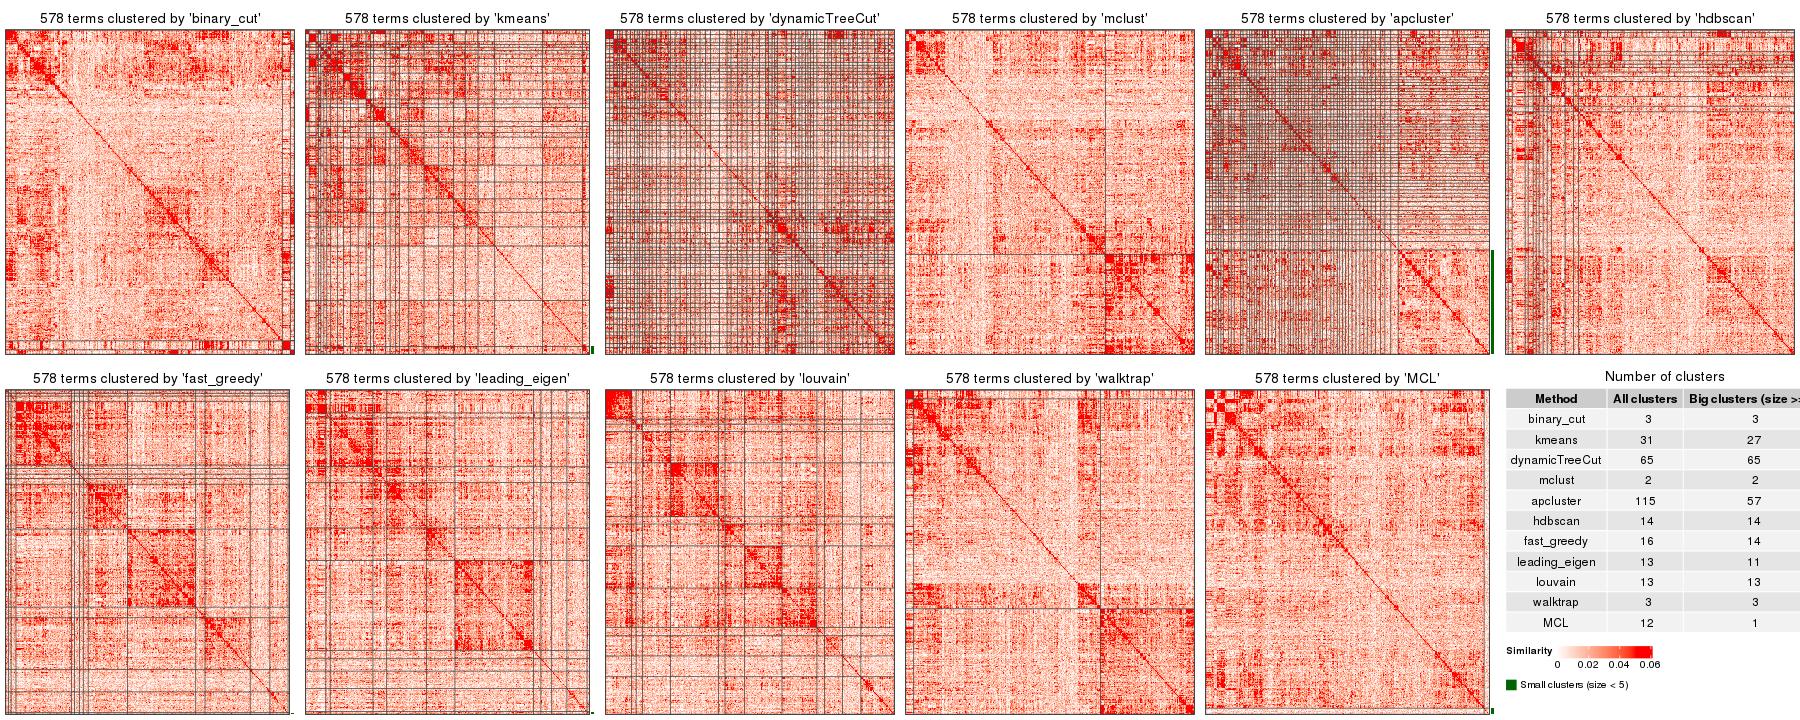 578 terms clustered by 'binary_cut'
578 terms clustered by 'kmeans'
578 terms clustered by 'dynamicTreeCut'
578 terms clustered by 'mclust'
578 terms clustered by 'apcluster'
578 terms clustered by 'hdbscan'
578 terms clustered by 'fast_greedy'
578 terms clustered by 'leading_eigen'
578 terms clustered by 'louvain'
578 terms clustered by 'walktrap'
578 terms clustered by 'MCL'
Number of clusters
Method All clusters Big clusters (size >=
binary_cut 3 3
kmeans 31 27
dynamicTreeCut 65 65
mclust 2 2
apcluster 115 57
hdbscan 14 14
fast_greedy 16 14
leading_eigen 13 11
louvain 13 13
walktrap 3 3
MCL 12 1
Similarity
0 0.02 0.04 0.06
Small clusters (size < 5)